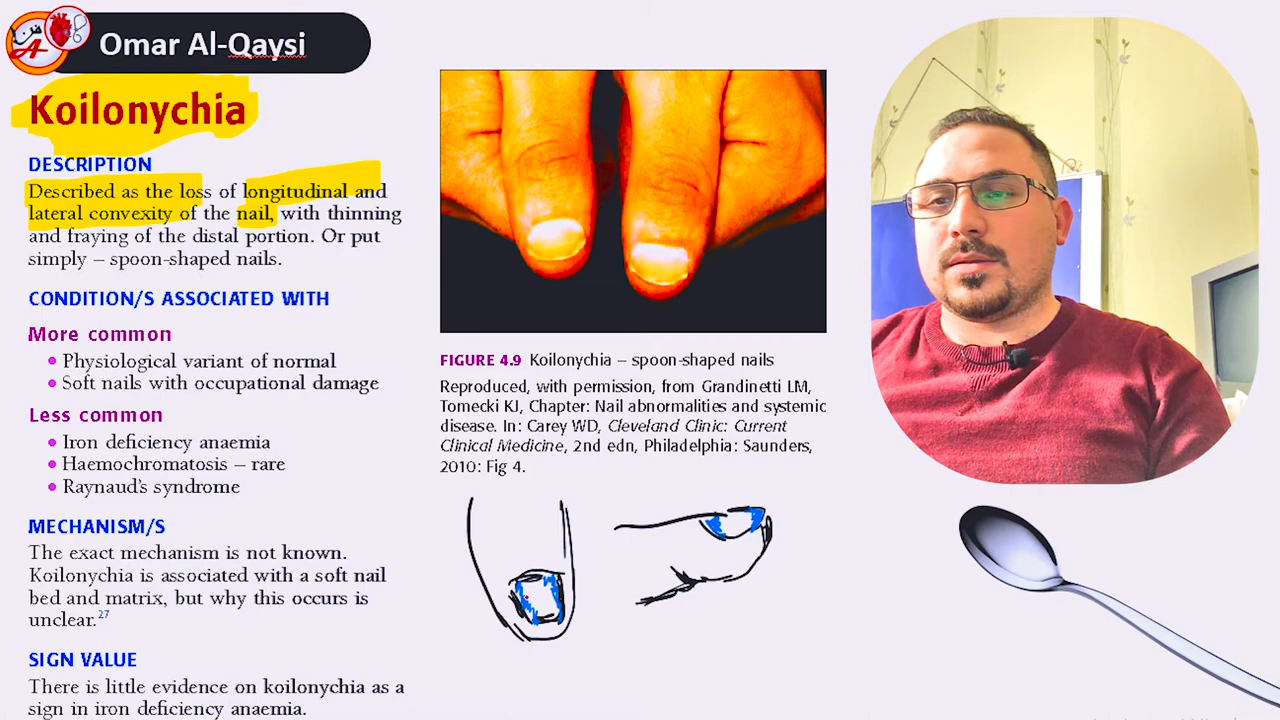 Omar Al-Qaysi
Koilonychia
DESCRIPTION
Described as the loss of longitudinal and
lateral convexity of the nail, with thinning
and fraying of the distal portion. Or put
simply – spoon-shaped nails.
CONDITION/S ASSOCIATED WITH
More common
• Physiological variant of normal
• Soft nails with occupational damage
Less common
• Iron deficiency anaemia
• Haemochromatosis – rare
• Raynaud's syndrome
MECHANISM/S
The exact mechanism is not known.
Koilonychia is associated with a soft nail
bed and matrix, but why this occurs is
unclear.27
SIGN VALUE
There is little evidence on koilonychia as a
sign in iron deficiency anaemia.
FIGURE 4.9 Koilonychia – spoon-shaped nails
Reproduced, with permission, from Grandinetti LM,
Tomecki KJ, Chapter: Nail abnormalities and systemic
disease. In: Carey WD, Cleveland Clinic: Current
Clinical Medicine, 2nd edn, Philadelphia: Saunders,
2010: Fig 4.